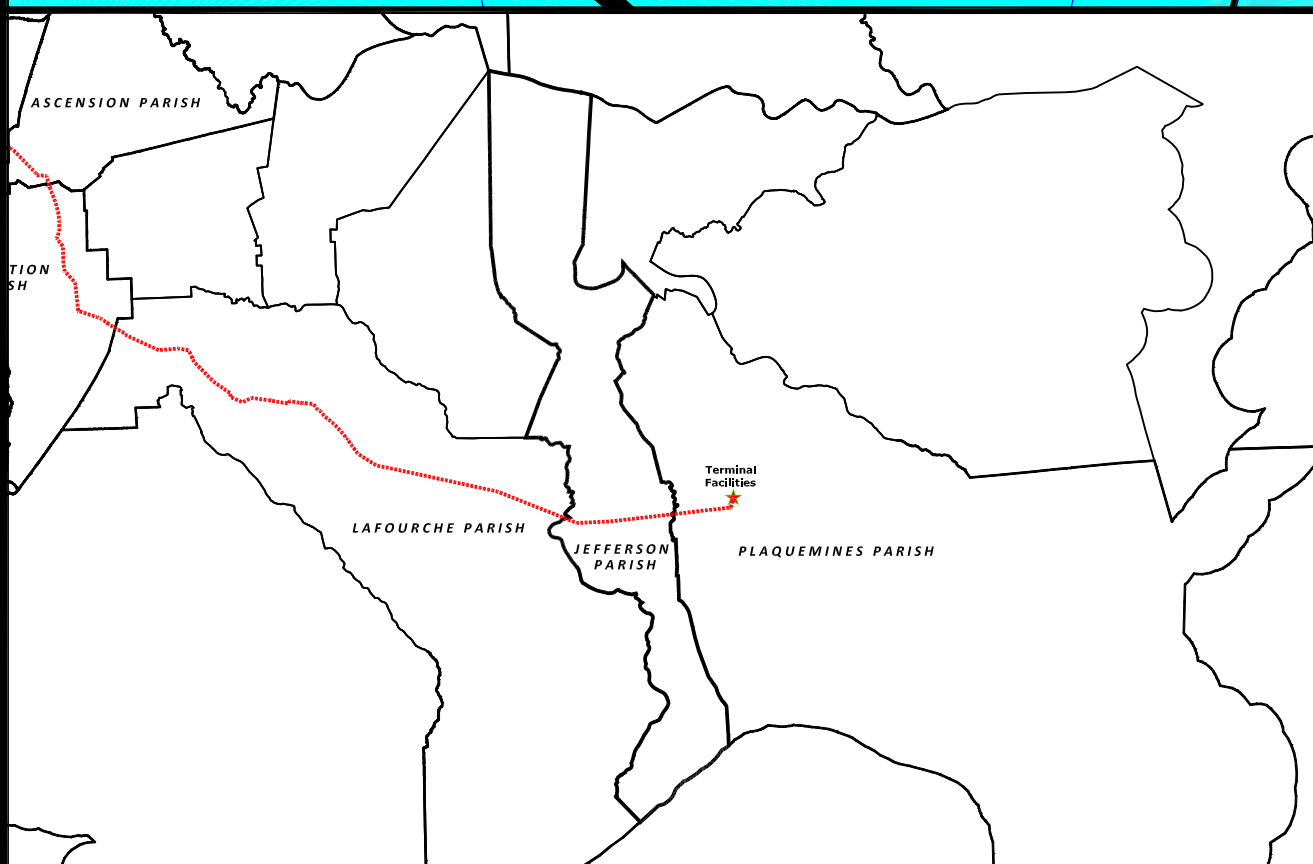 ASCENSION PARISH
TION
SH
Terminal
Facilities
LAFOURCHE PARISH
JEFFERSON
PARISH
PLAQUEMINES PARISH